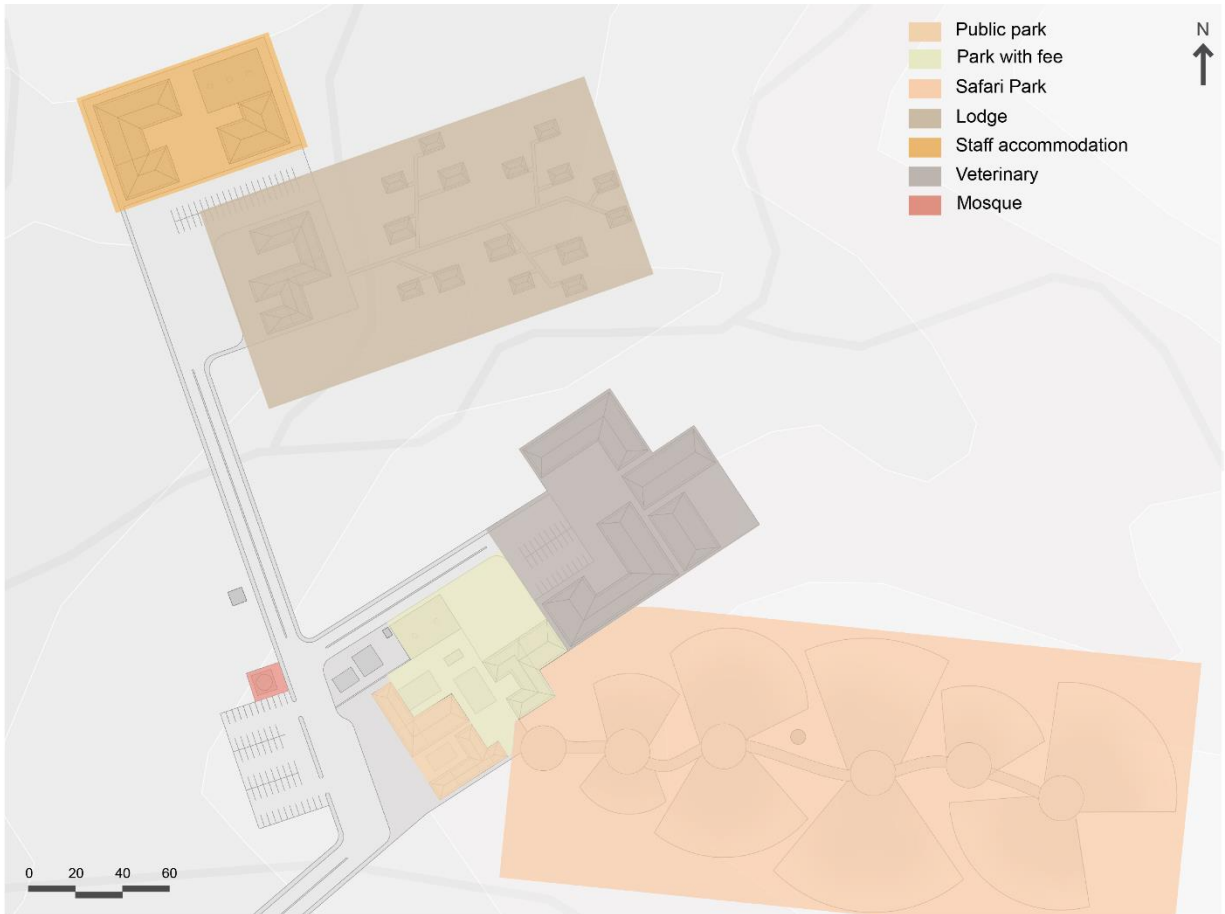 Public park
Park with fee
Safari Park
Lodge
Staff accommodation
Veterinary
Mosque
N
0 20 40 60